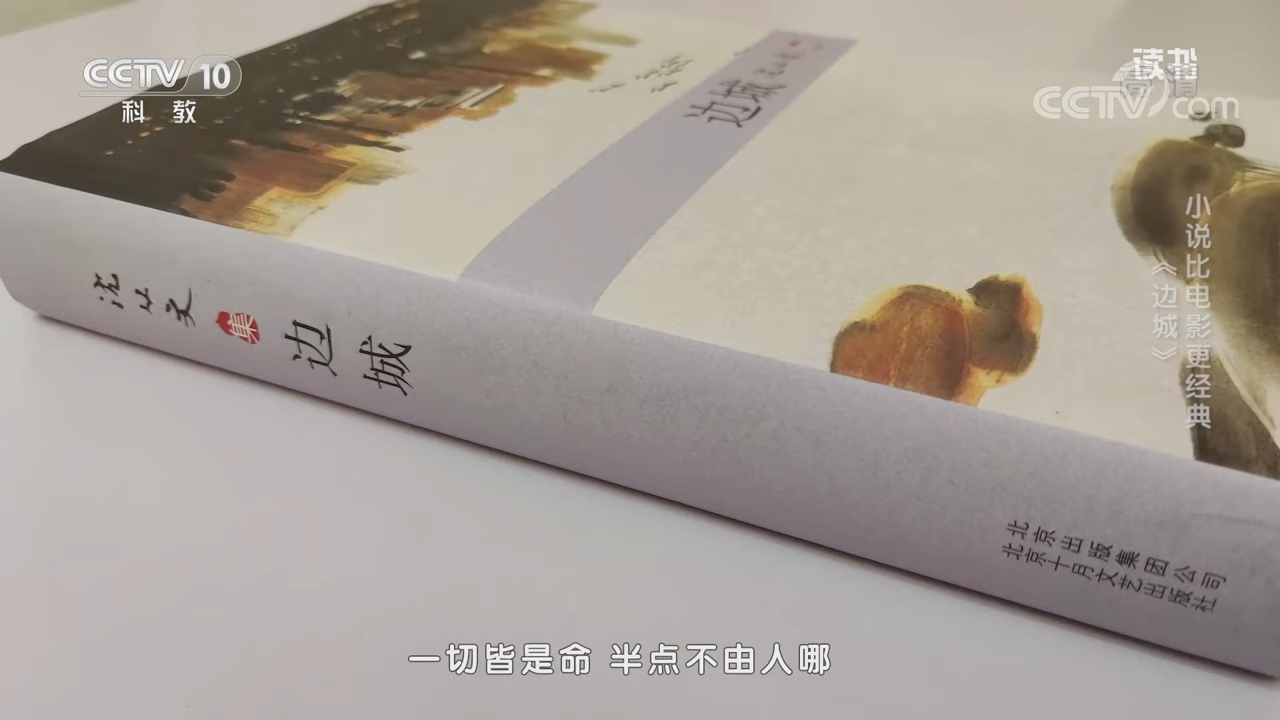 CCTV 10
科教
读书
CCTV.com
小说比电影更经典
《边城》
边城
沈从文
集
边城
北京出版集团公司
北京十月文艺出版社
一切皆是命 半点不由人哪